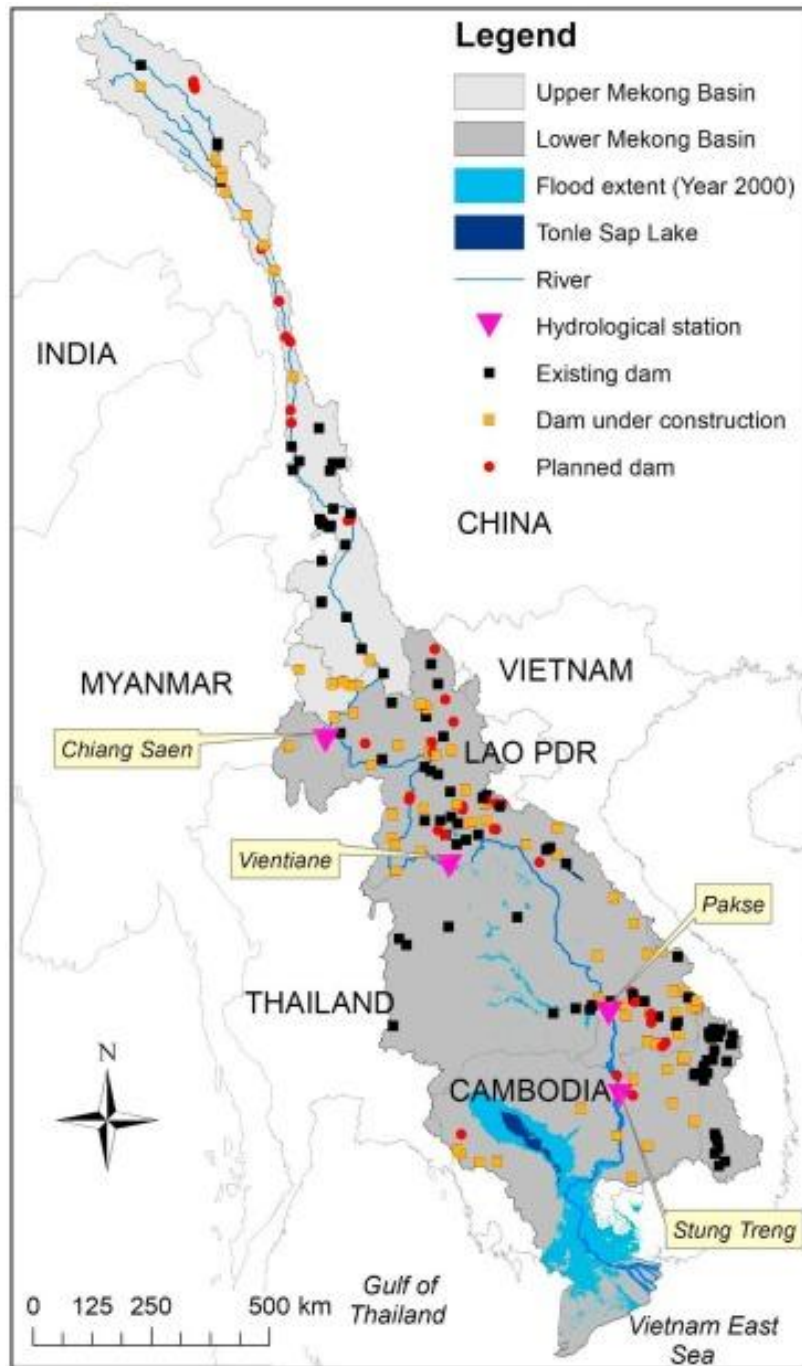 Legend
Upper Mekong Basin
Lower Mekong Basin
Flood extent (Year 2000)
Tonle Sap Lake
River
Hydrological station
Existing dam
Dam under construction
Planned dam
INDIA
CHINA
MYANMAR
VIETNAM
Chiang Saen
LAO PDR
Vientiane
Pakse
THAILAND
N
CAMBODIA
Stung Treng
Gulf of
Thailand
Vietnam East
Sea
0 125 250 500 km